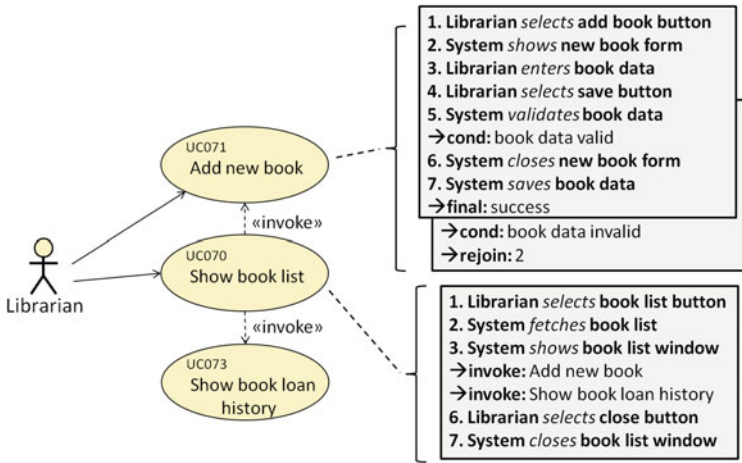 UC071
Add new book
«invoke»
UC070
Show book list
«invoke»
UC073
Show book loan
history
Librarian
1. Librarian selects add book button
2. System shows new book form
3. Librarian enters book data
4. Librarian selects save button
5. System validates book data
→cond: book data valid
6. System closes new book form
7. System saves book data
→final: success
→cond: book data invalid
→rejoin: 2
1. Librarian selects book list button
2. System fetches book list
3. System shows book list window
→invoke: Add new book
→invoke: Show book loan history
6. Librarian selects close button
7. System closes book list window